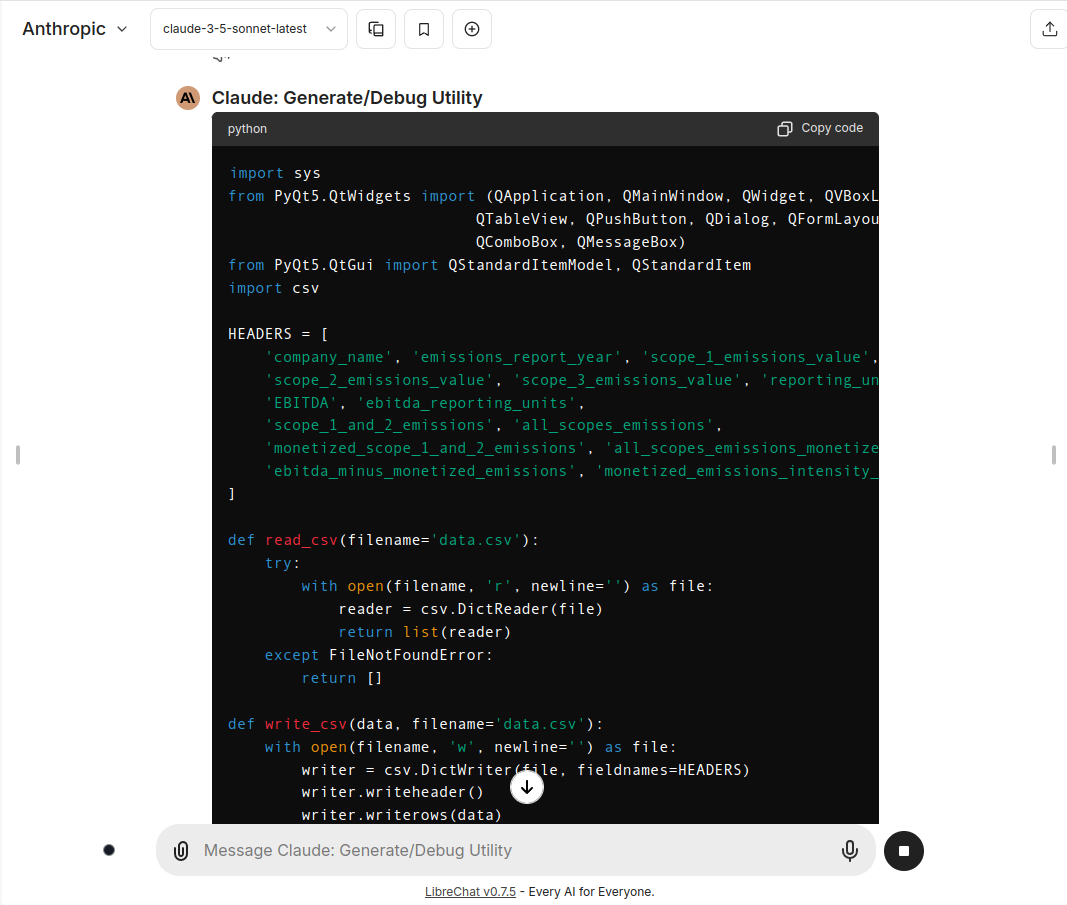 Anthropic
claude-3-5-sonnet-latest
Claude: Generate/Debug Utility
python
Copy code
import sys
from PyQt5.QtWidgets import (QApplication, QMainWindow, QWidget, QVBoxL
QTableView, QPushButton, QDialog, QFormLayou
QComboBox, QMessageBox)
from PyQt5.QtGui import QStandardItemModel, QStandardItem
import csv
HEADERS = [
'company_name', 'emissions_report_year', 'scope_1_emissions_value',
'scope_2_emissions_value', 'scope_3_emissions_value', 'reporting_un
'EBITDA', 'ebitda_reporting_units',
'scope_1_and_2_emissions', 'all_scopes_emissions',
'monetized_scope_1_and_2_emissions', 'all_scopes_emissions_monetize
'ebitda_minus_monetized_emissions', 'monetized_emissions_intensity_
]
def read_csv(filename='data.csv'):
try:
with open(filename, 'r', newline='') as file:
reader = csv.DictReader(file)
return list(reader)
except FileNotFoundError:
return []
def write_csv(data, filename='data.csv'):
with open(filename, 'w', newline='') as file:
writer = csv.DictWriter(file, fieldnames=HEADERS)
writer.writeheader()
writer.writerows(data)
Message Claude: Generate/Debug Utility
LibreChat v0.7.5 - Every AI for Everyone.